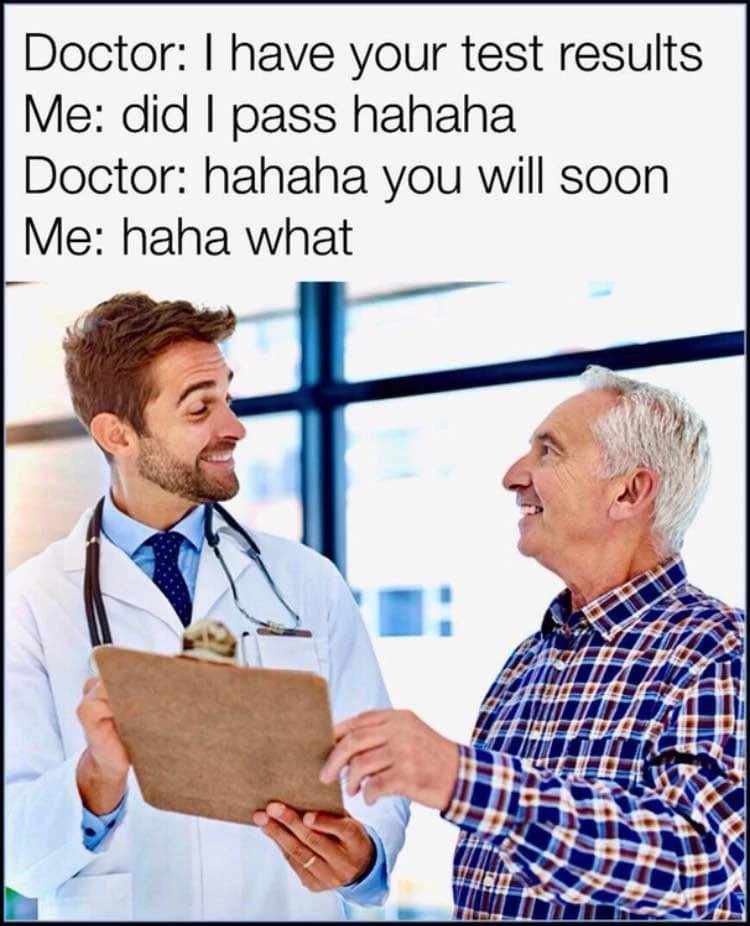 Doctor: I have your test results
Me: did I pass hahaha
Doctor: hahaha you will soon
Me: haha what